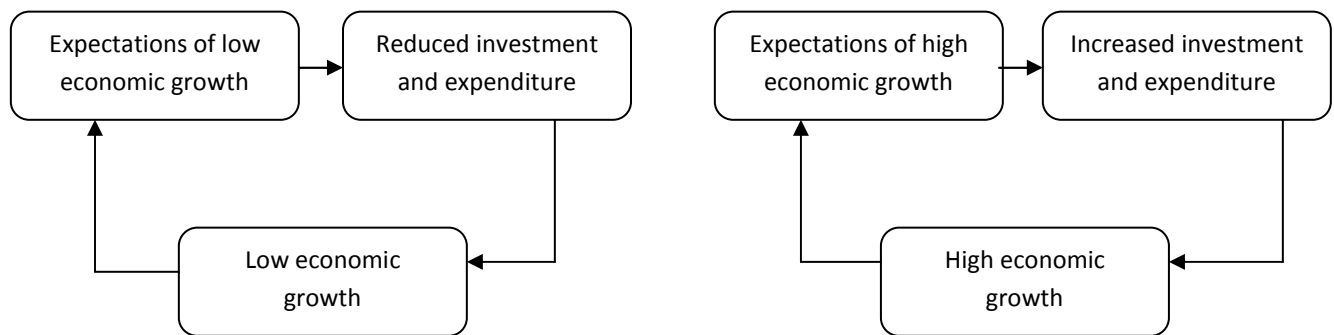 Expectations of low
economic growth
Reduced investment
and expenditure
Low economic
growth
Expectations of high
economic growth
Increased investment
and expenditure
High economic
growth